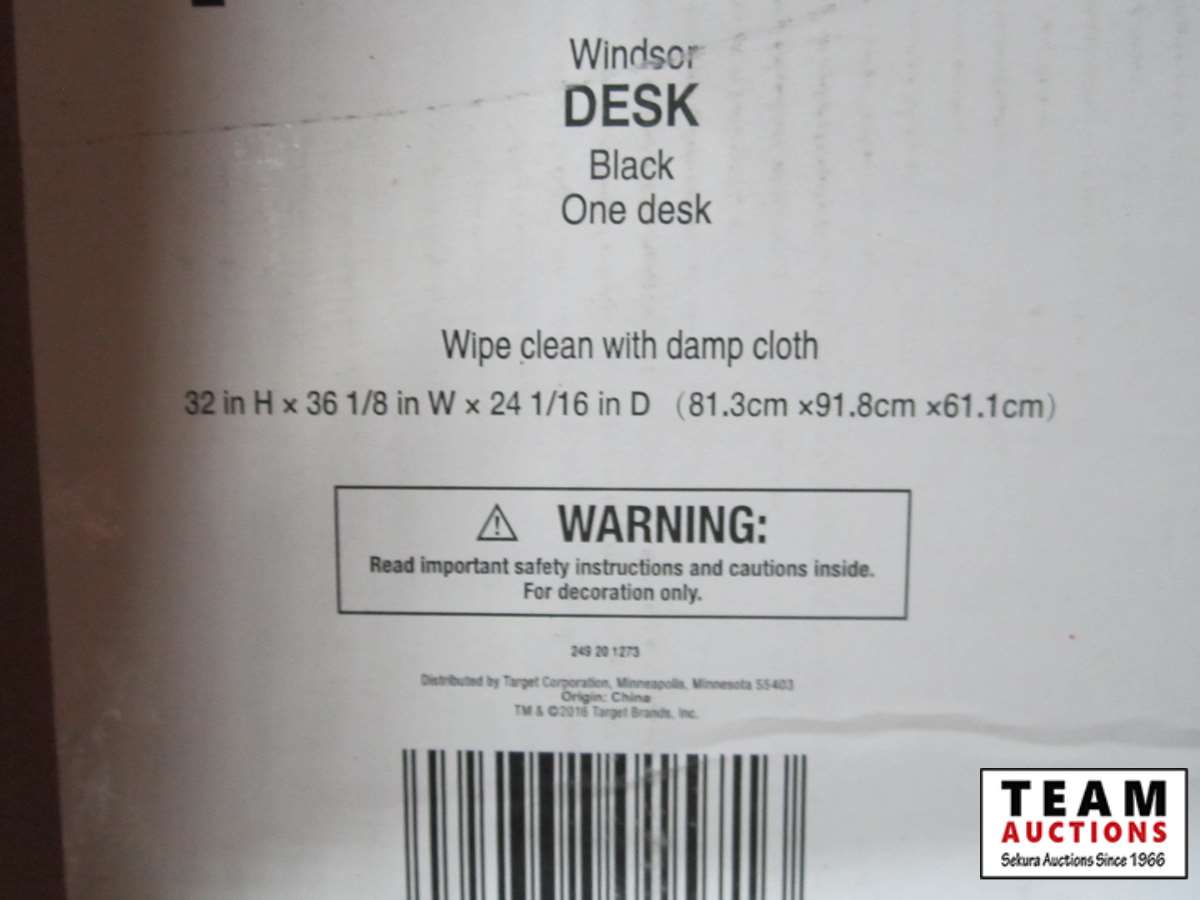 Windsor
DESK
Black
One desk
Wipe clean with damp cloth
32 in H x 36 1/8 in W x 24 1/16 in D (81.3cm ×91.8cm ×61.1cm)
WARNING:
Read important safety instructions and cautions inside.
For decoration only.
249 20 1273
Distributed by Target Corporation, Minneapolis, Minnesota 55403
Origin: China
TM & ©2016 Target Brands, Inc.
TEAM
AUCTIONS
Sekura Auctions Since 1966